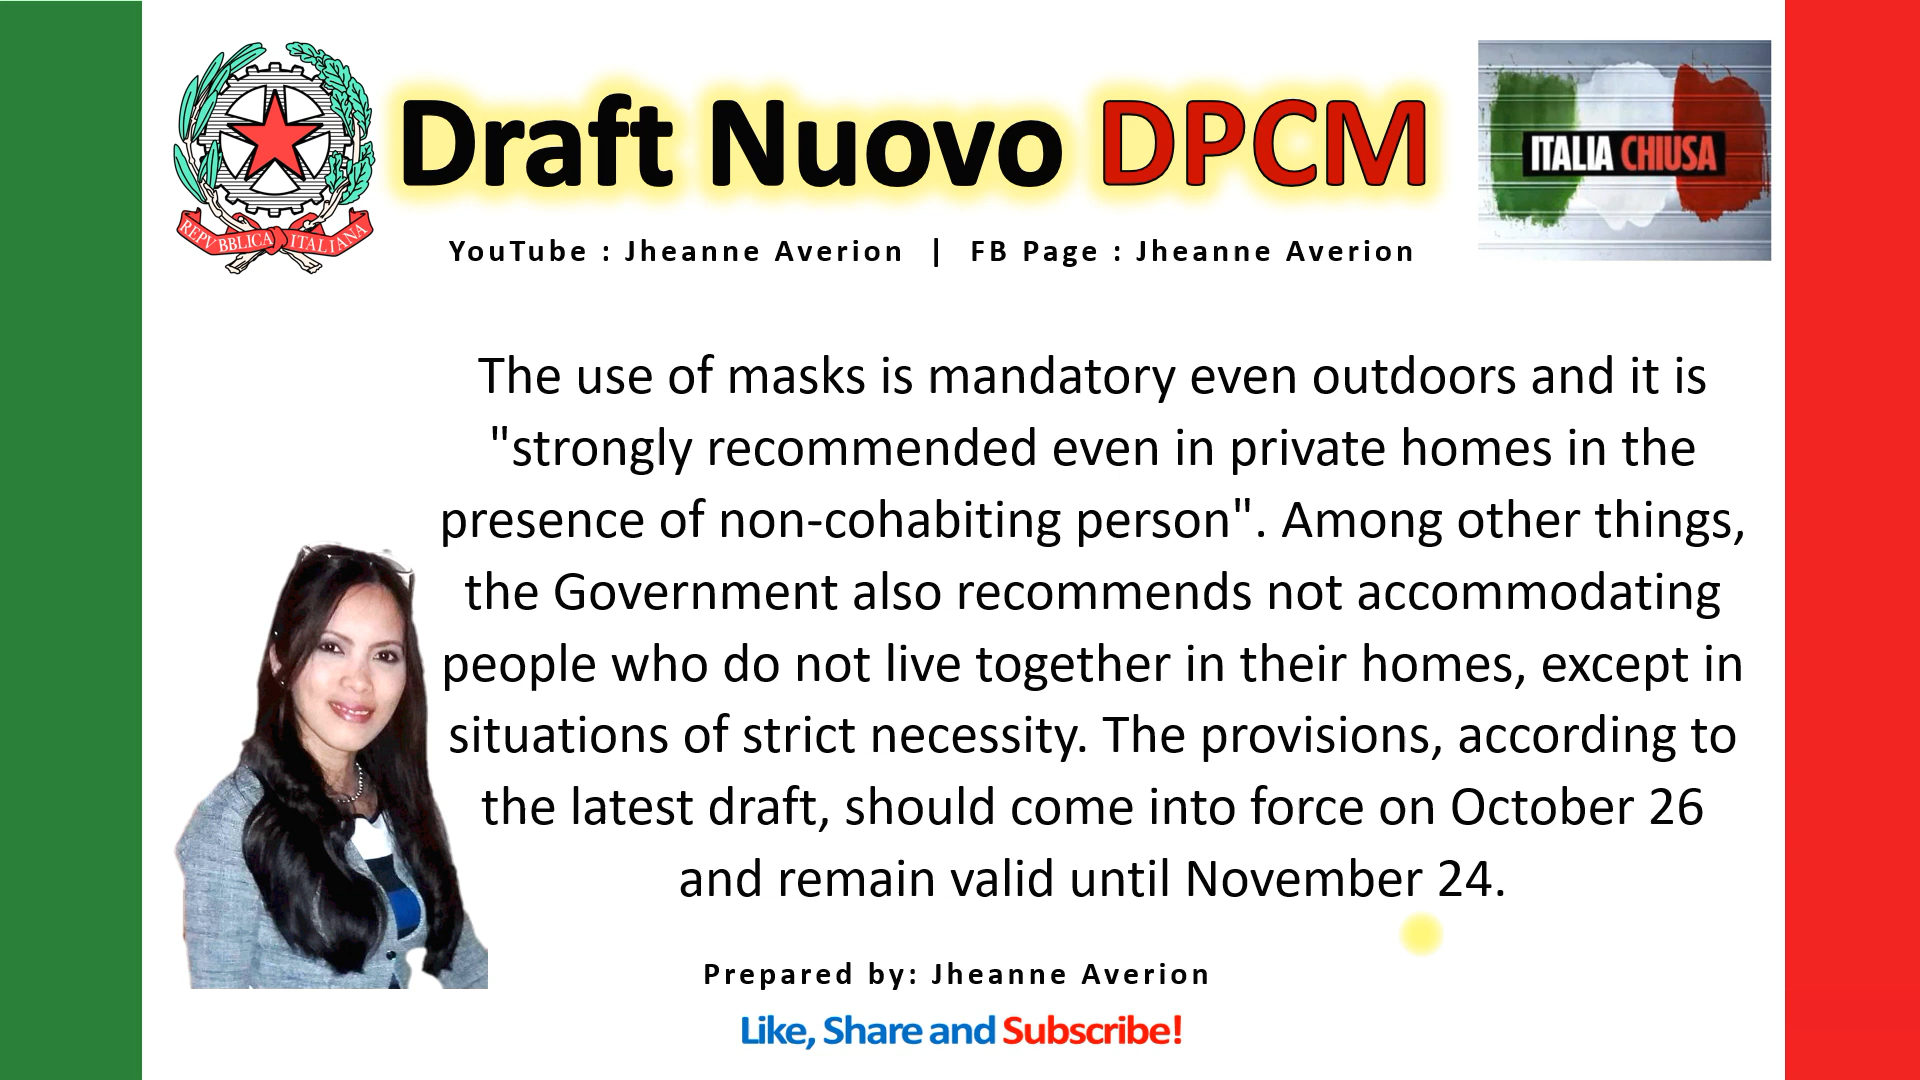 Draft Nuovo DPCM
REPVBBLICA ITALIANA
ITALIA CHIUSA
YouTube : Jheanne Averion | FB Page : Jheanne Averion
The use of masks is mandatory even outdoors and it is
"strongly recommended even in private homes in the
presence of non-cohabiting person". Among other things,
the Government also recommends not accommodating
people who do not live together in their homes, except in
situations of strict necessity. The provisions, according to
the latest draft, should come into force on October 26
and remain valid until November 24.
Prepared by: Jheanne Averion
Like, Share and Subscribe!